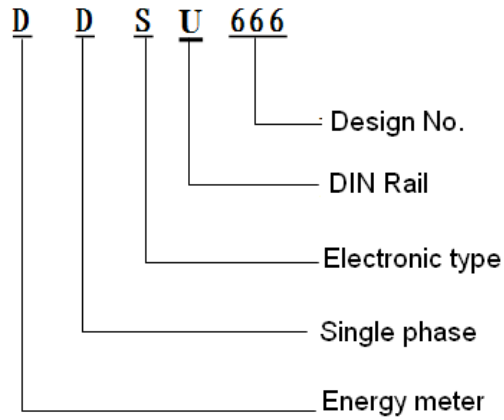 D D S U 666
Design No.
DIN Rail
Electronic type
Single phase
Energy meter